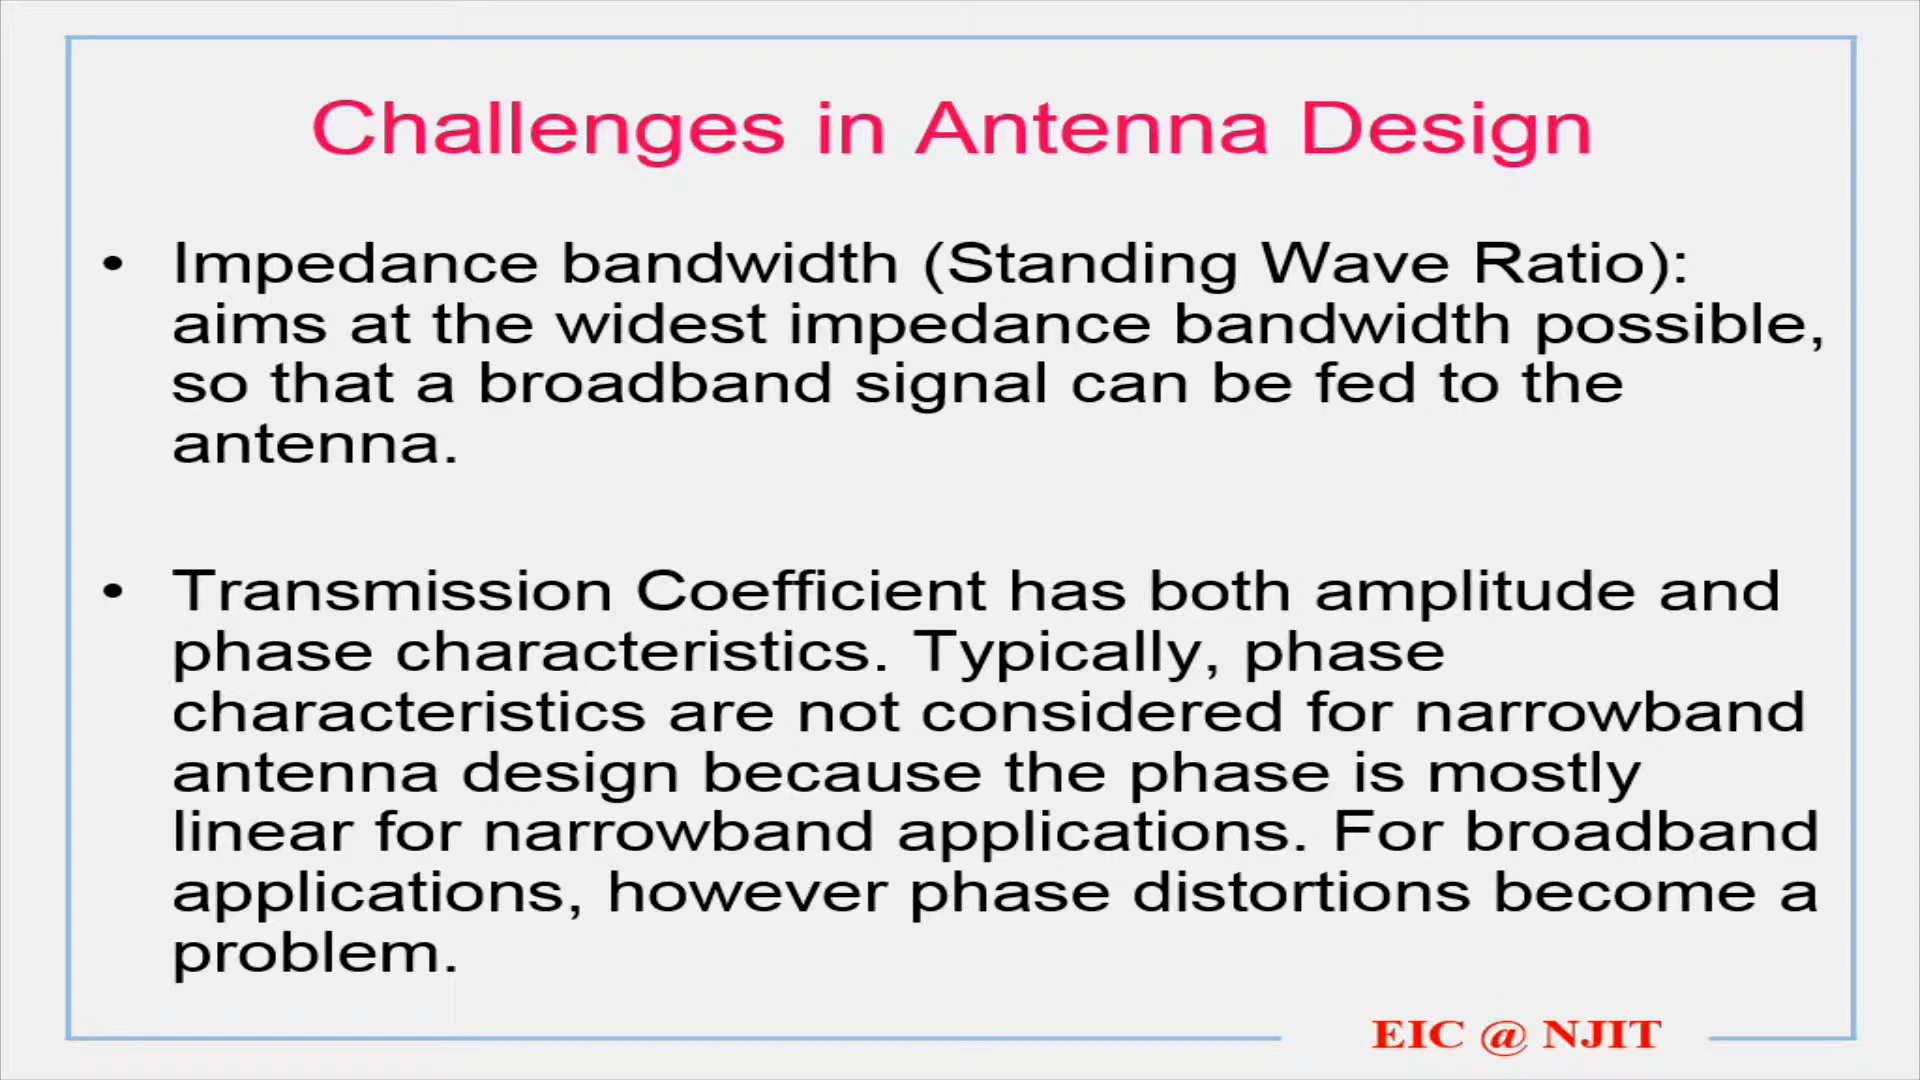 Challenges in Antenna Design
• Impedance bandwidth (Standing Wave Ratio):
aims at the widest impedance bandwidth possible,
so that a broadband signal can be fed to the
antenna.
• Transmission Coefficient has both amplitude and
phase characteristics. Typically, phase
characteristics are not considered for narrowband
antenna design because the phase is mostly
linear for narrowband applications. For broadband
applications, however phase distortions become a
problem.
EIC @ NJIT